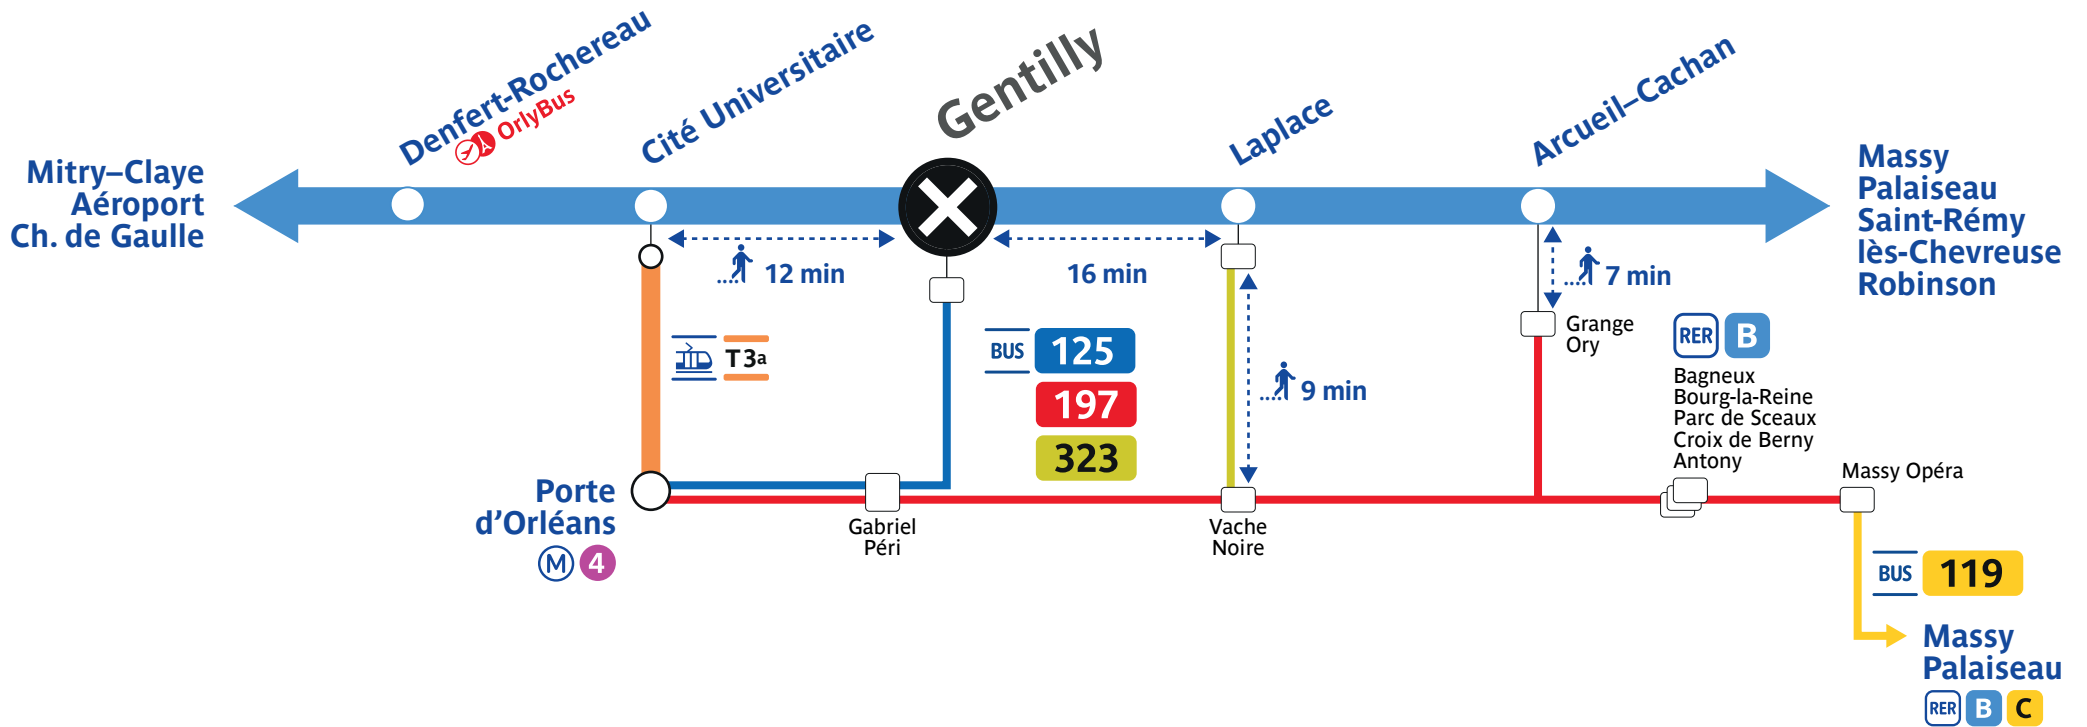 Denfert-Rochereau
OrlyBus
Cité Universitaire
Gentilly
Laplace
Arcueil–Cachan
Mitry–Claye
Aéroport
Ch. de Gaulle
Massy
Palaiseau
Saint-Rémy
lès-Chevreuse
Robinson
12 min
16 min
7 min
Grange
Ory
T3a
BUS 125
197
323
9 min
RER B
Bagneux
Bourg-la-Reine
Parc de Sceaux
Croix de Berny
Antony
Massy Opéra
Porte
d'Orléans
M 4
Gabriel
Péri
Vache
Noire
BUS 119
Massy
Palaiseau
RER B C